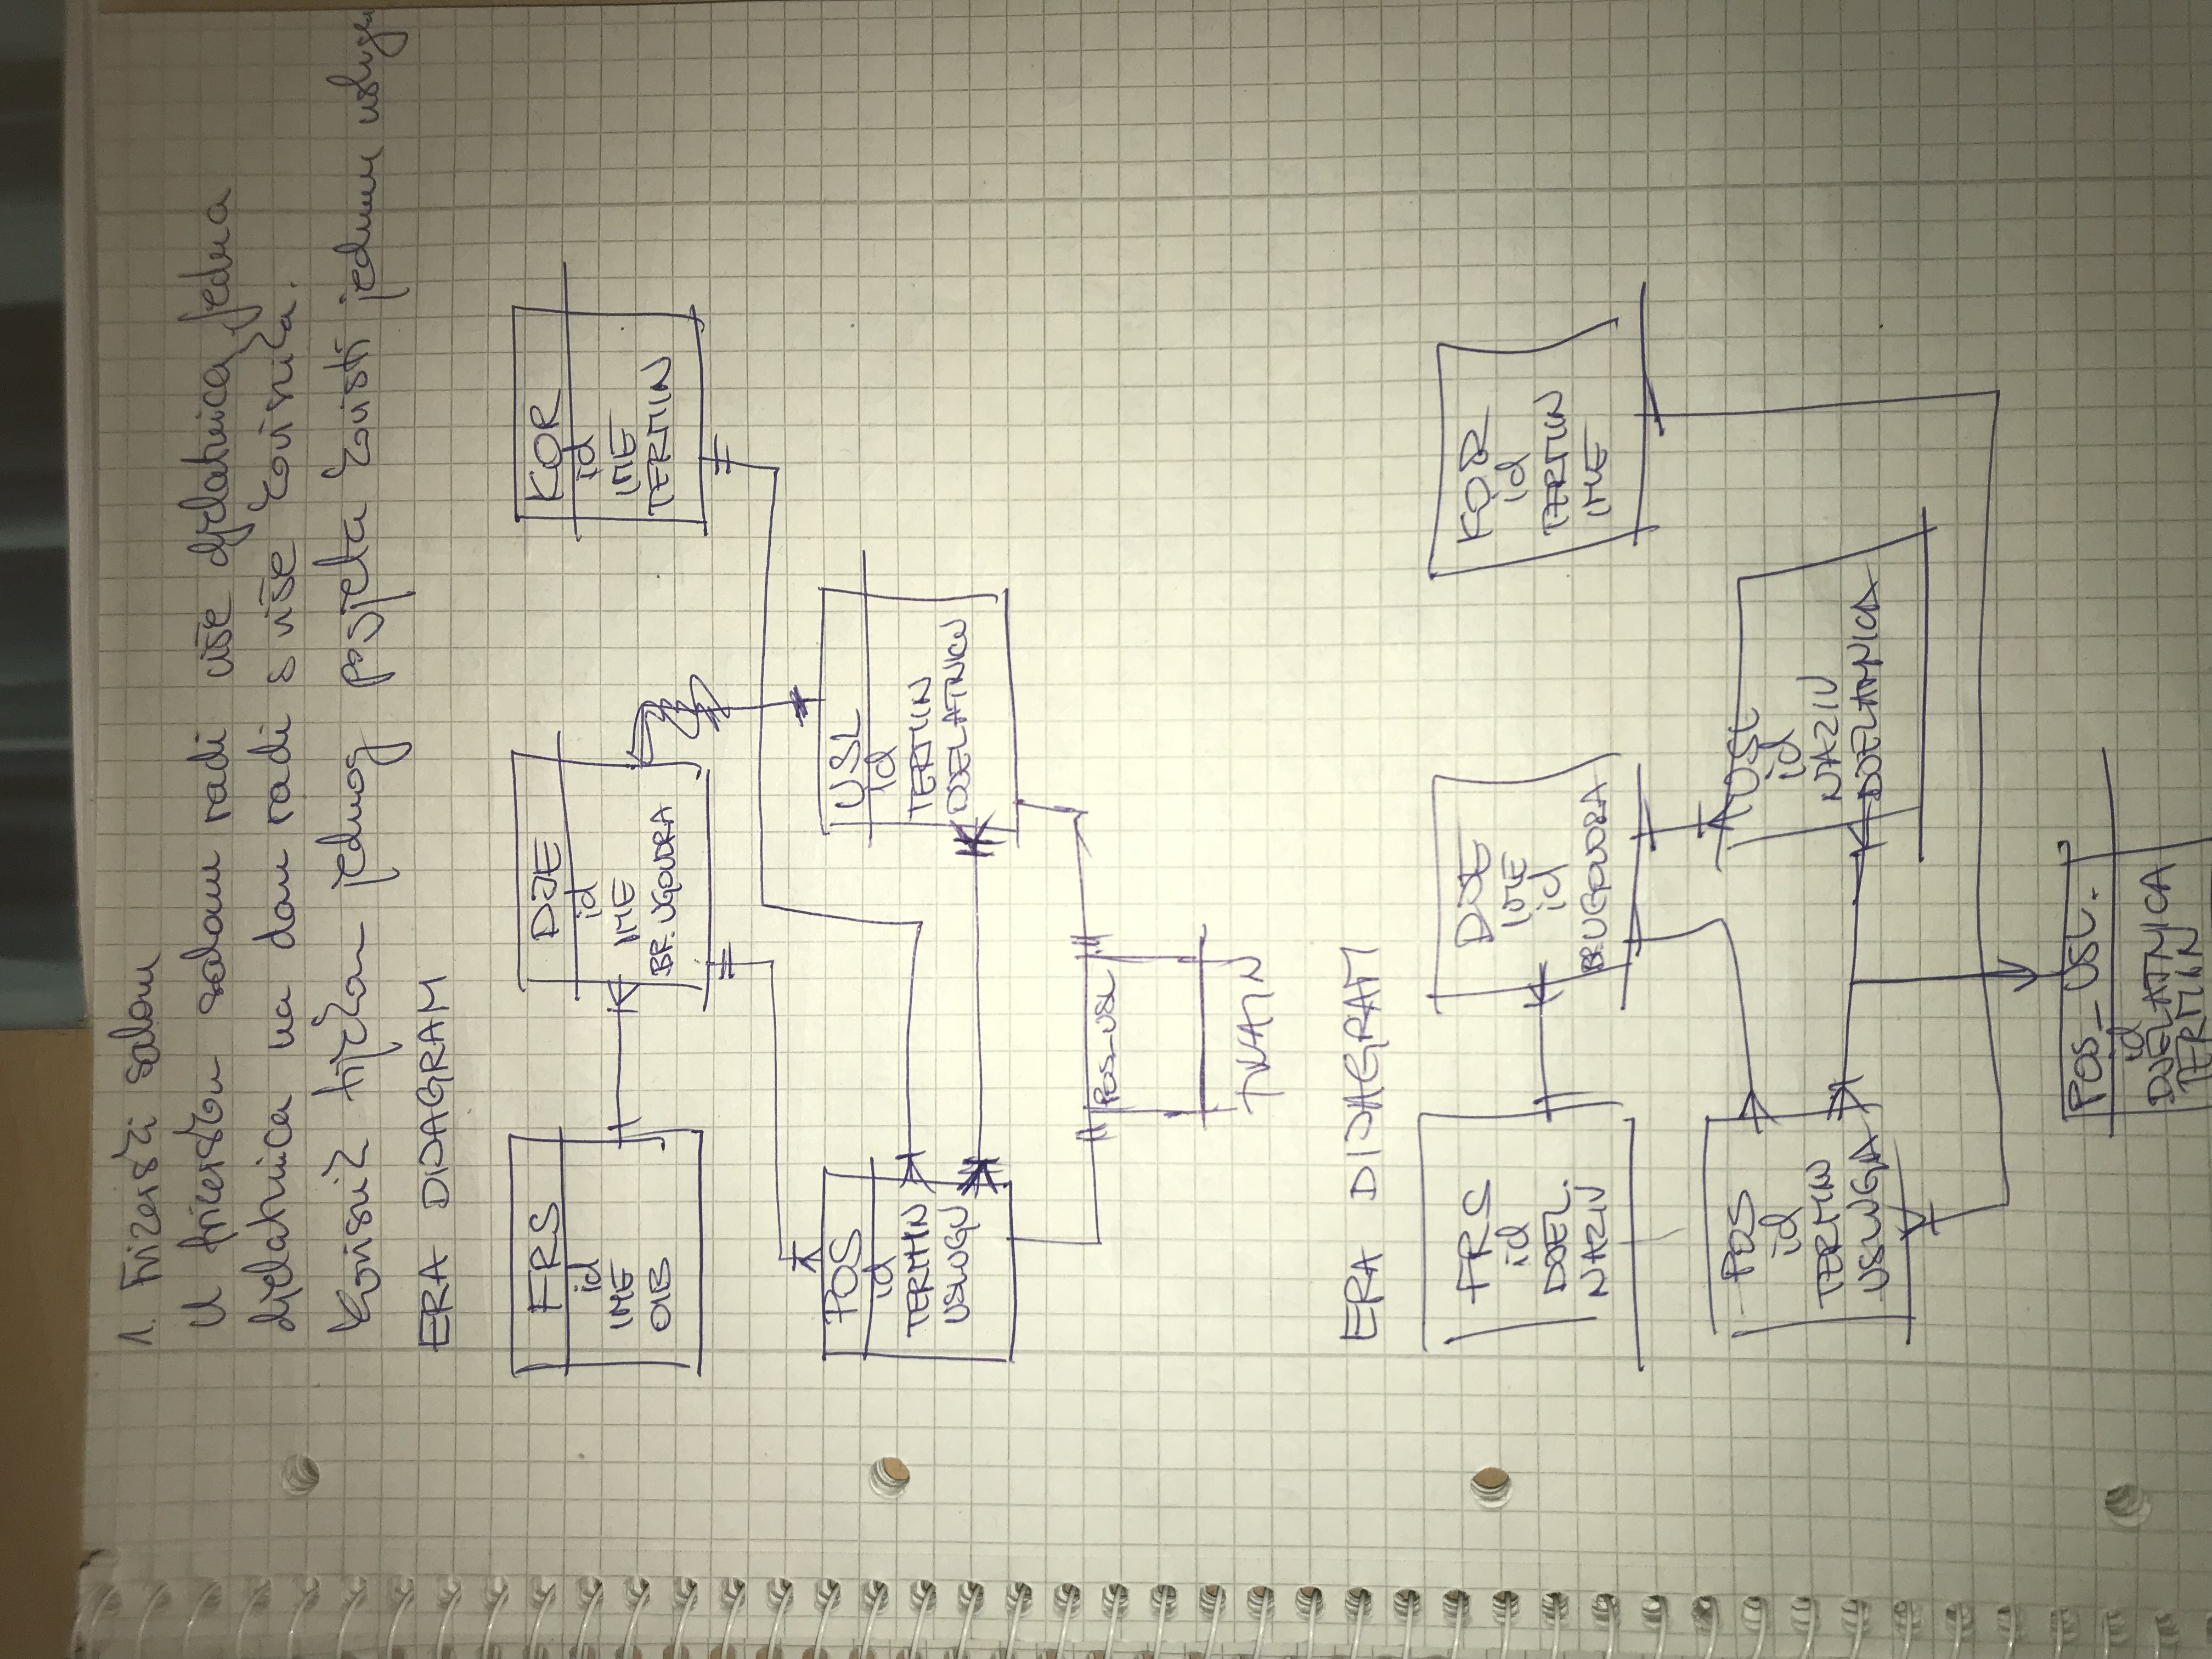 1. Frizerski salon
U frizerskom salonu radi više djelatnica, jedna
djelatnica na dan radi s više korisnika.
Korisnik tijekom jednog posjeta koristi jednu uslugu
ERA DIJAGRAM
FRS
id
IME
OIB
DJE
id
IME
BR. UGOVORA
KOR
id
IME
TERMIN
POS
id
TERMIN
USLUGU
USL
id
TERMIN
DJELATNICU
POS_USL
ERA DIJAGRAM
FRS
id
DJEL.
NAZIV
DJE
IME
id
BR. UGOVORA
KOR
id
TERMIN
IME
POS
id
TERMIN
USLUGA
USL
id
NAZIV
DJELATNICA
POS_USL.
id
DJELATNICA
TERMIN